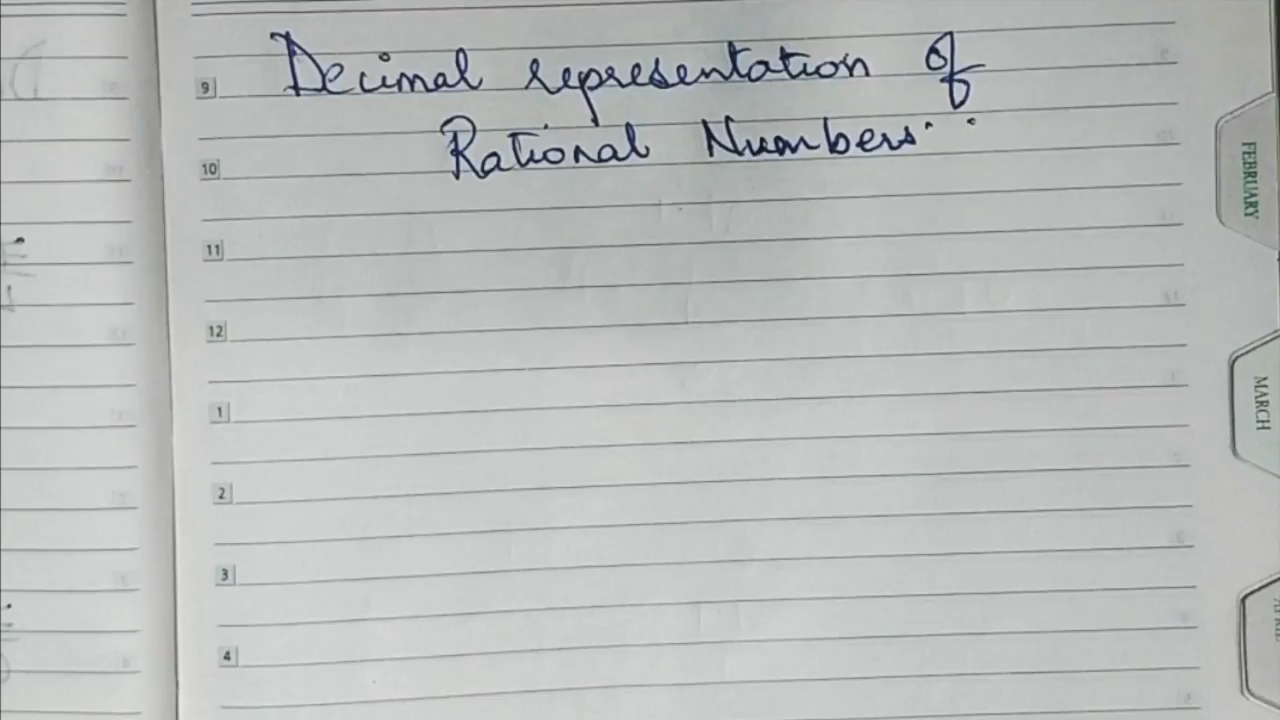 Decimal representation of
Rational Numbers
9
10
11
12
1
2
3
4
FEBRUARY
MARCH